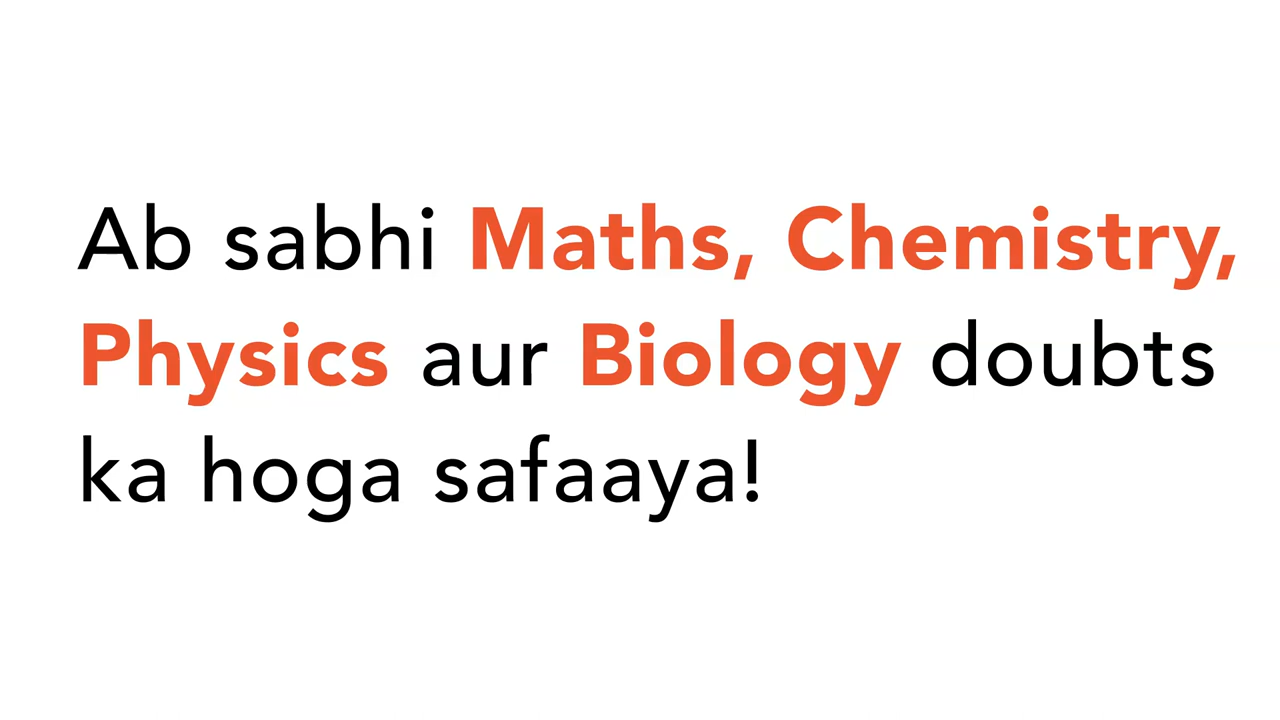 Ab sabhi Maths, Chemistry,
Physics aur Biology doubts
ka hoga safaaya!